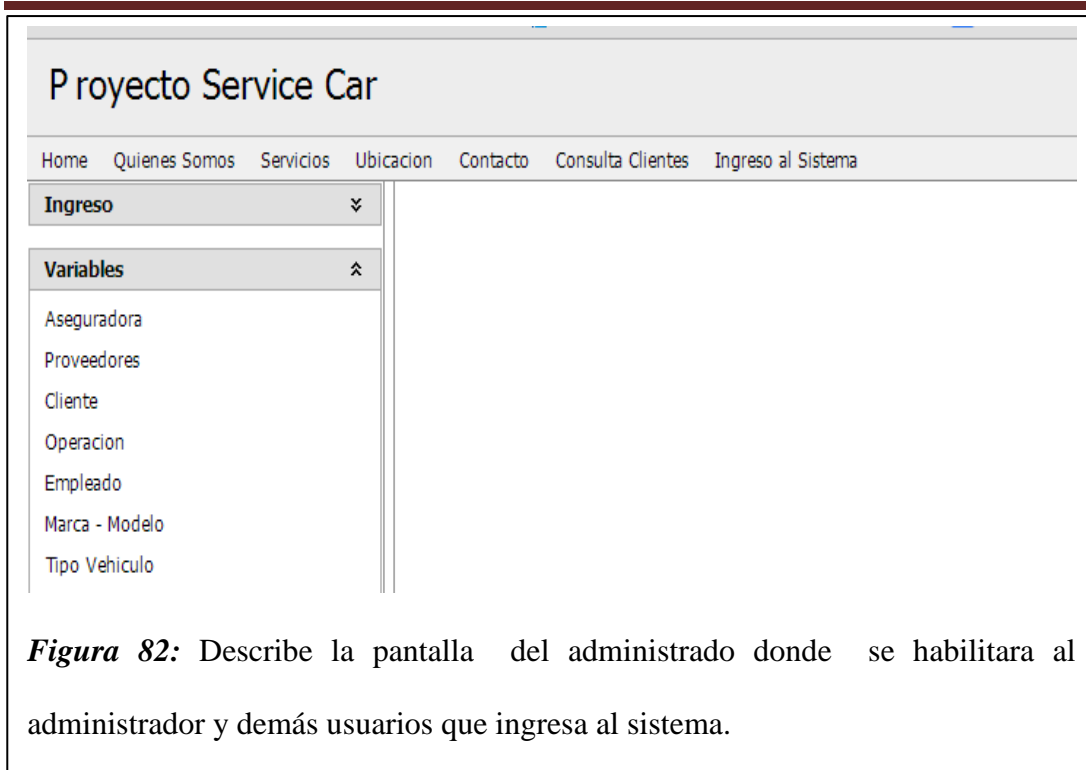 Proyecto Service Car
Home Quienes Somos Servicios Ubicacion Contacto Consulta Clientes Ingreso al Sistema
Ingreso
Variables
Aseguradora
Proveedores
Cliente
Operacion
Empleado
Marca - Modelo
Tipo Vehiculo
Figura 82: Describe la pantalla del administrado donde se habilitara al
administrador y demás usuarios que ingresa al sistema.